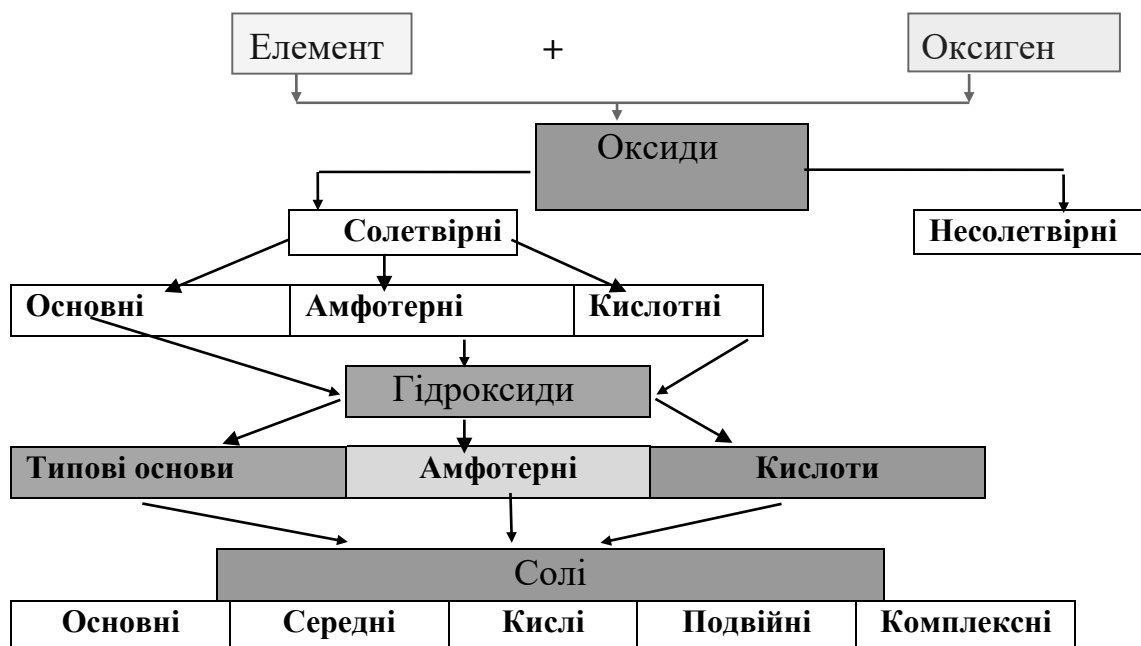 Елемент + Оксиген
Оксиди
Солетвірні Несолетвірні
Основні Амфотерні Кислотні
Гідроксиди
Типові основи Амфотерні Кислоти
Солі
Основні Середні Кислі Подвійні Комплексні